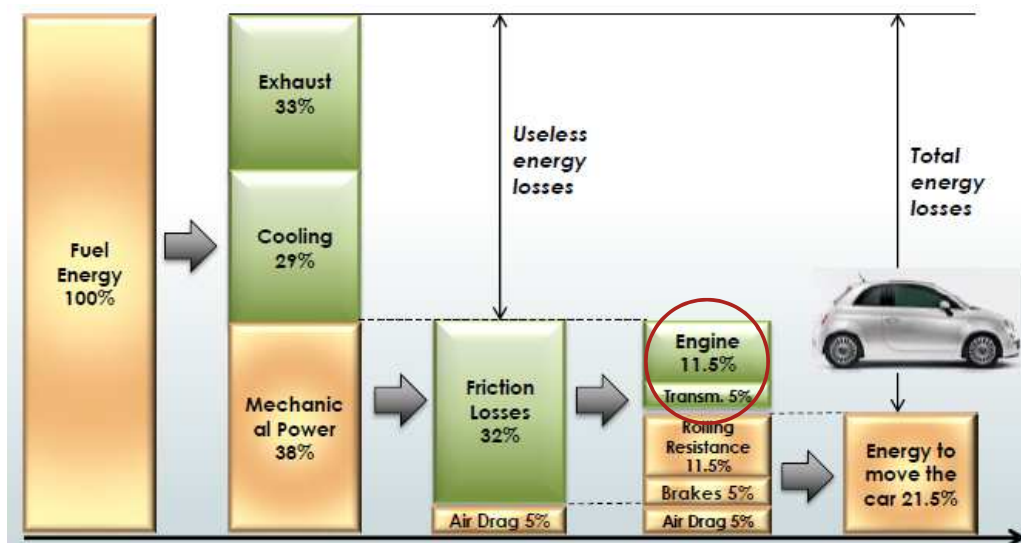 Fuel
Energy
100%
Exhaust
33%
Cooling
29%
Mechanic
al Power
38%
Useless
energy
losses
Friction
Losses
32%
Air Drag 5%
Engine
11.5%
Transm. 5%
Rolling
Resistance
11.5%
Brakes 5%
Air Drag 5%
Total
energy
losses
Energy to
move the
car 21.5%